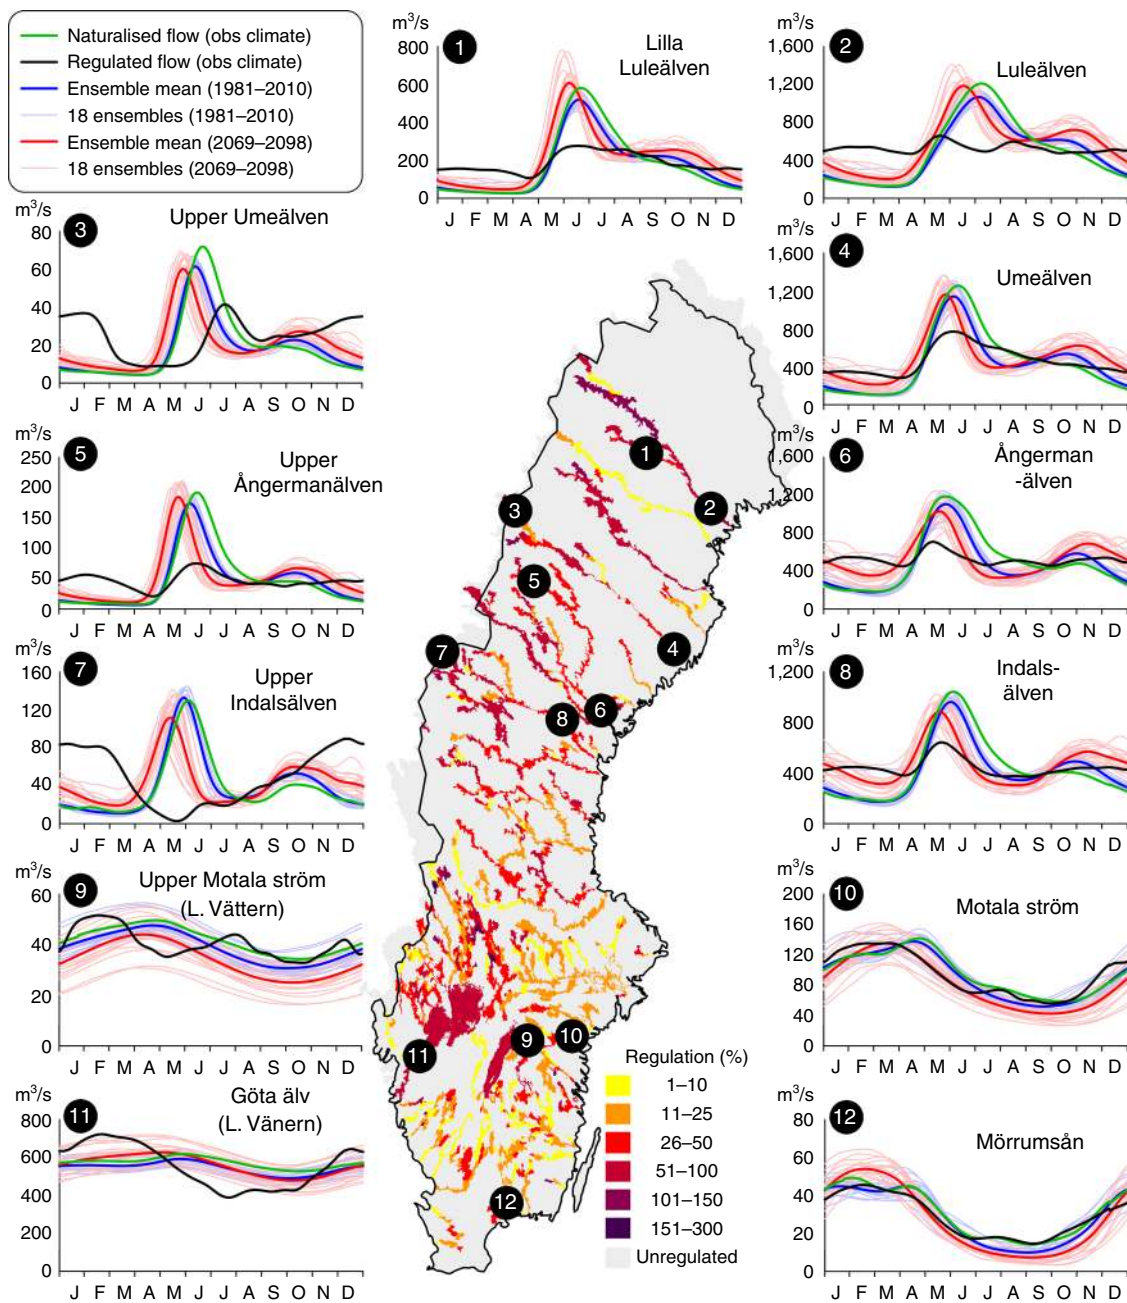 Naturalised flow (obs climate)
Regulated flow (obs climate)
Ensemble mean (1981–2010)
18 ensembles (1981–2010)
Ensemble mean (2069–2098)
18 ensembles (2069–2098)
m³/s
1
Lilla
Luleälven
800
600
400
200
0
J F M A M J J A S O N D
m³/s
2
Luleälven
1,600
1,200
800
400
0
J F M A M J J A S O N D
m³/s
3
Upper Umeälven
80
60
40
20
0
J F M A M J J A S O N D
m³/s
4
Umeälven
1,600
1,200
800
400
0
J F M A M J J A S O N D
m³/s
5
Upper
Ångermanälven
250
200
150
100
50
0
J F M A M J J A S O N D
m³/s
6
Ångerman
-älven
1,600
1,200
800
400
0
J F M A M J J A S O N D
m³/s
7
Upper
Indalsälven
160
120
80
40
0
J F M A M J J A S O N D
m³/s
8
Indals-
älven
1,200
800
400
0
J F M A M J J A S O N D
m³/s
9
Upper Motala ström
(L. Vättern)
60
40
20
0
J F M A M J J A S O N D
m³/s
10
Motala ström
200
160
120
80
40
0
J F M A M J J A S O N D
m³/s
11
Göta älv
(L. Vänern)
800
600
400
200
0
J F M A M J J A S O N D
m³/s
12
Mörrumsån
80
60
40
20
0
J F M A M J J A S O N D
1
2
3
5
4
7
6
8
9
10
11
12
Regulation (%)
1–10
11–25
26–50
51–100
101–150
151–300
Unregulated